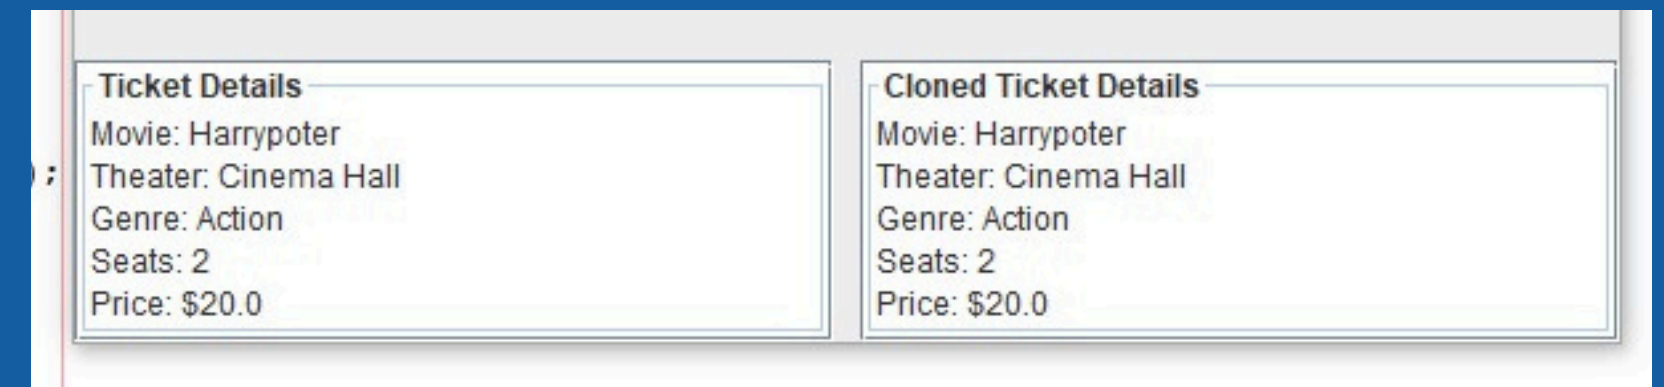 Ticket Details
Movie: Harrypoter
Theater: Cinema Hall
Genre: Action
Seats: 2
Price: $20.0
Cloned Ticket Details
Movie: Harrypoter
Theater: Cinema Hall
Genre: Action
Seats: 2
Price: $20.0
);